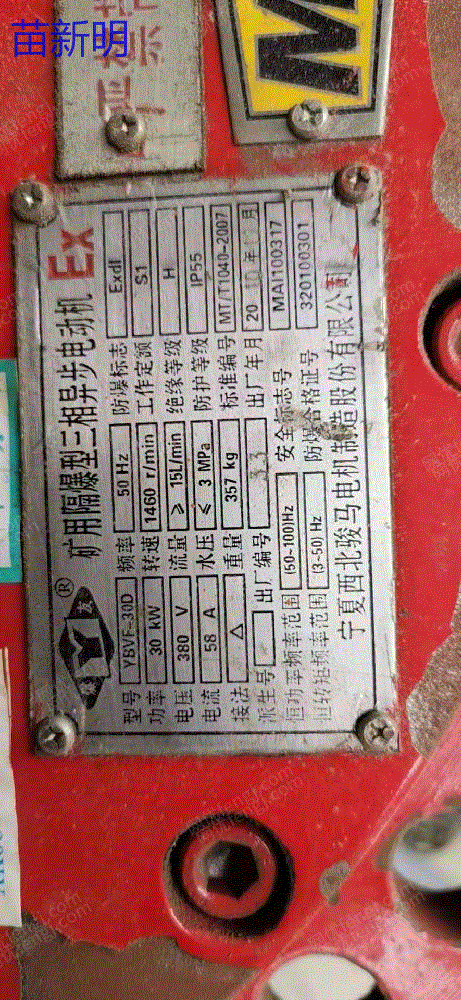 苗新明
严禁
MA
矿用隔爆型三相异步电动机 Ex
型号 YBVF-30D 频率 50 Hz 防爆标志 ExdI
功率 30 kW 转速 1460 r/min 工作定额 S1
电压 380 V 流量 ≥ 15L/min 绝缘等级 H
电流 58 A 水压 ≤ 3 MPa 防护等级 IP55
接法 △ 重量 357 kg 标准编号 MT/T1040-2007
派生号 出厂编号 出厂年月 20 年 月
恒功率频率范围 (50~100)Hz 安全标志号 MAI100317
恒转矩频率范围 (3~50) Hz 防爆合格证号 320100301
宁夏西北骏马电机制造股份有限公司